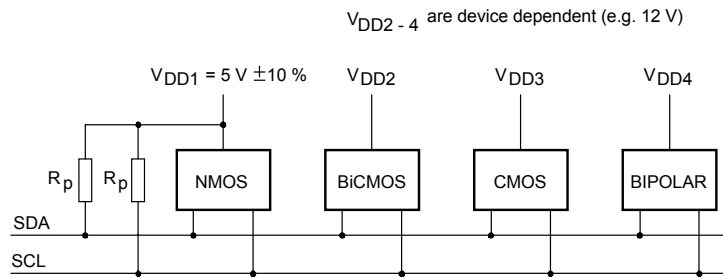 VDD2 - 4 are device dependent (e.g. 12 V)
VDD1 = 5 V ±10 %
VDD2
VDD3
VDD4
Rp
Rp
NMOS
BiCMOS
CMOS
BIPOLAR
SDA
SCL